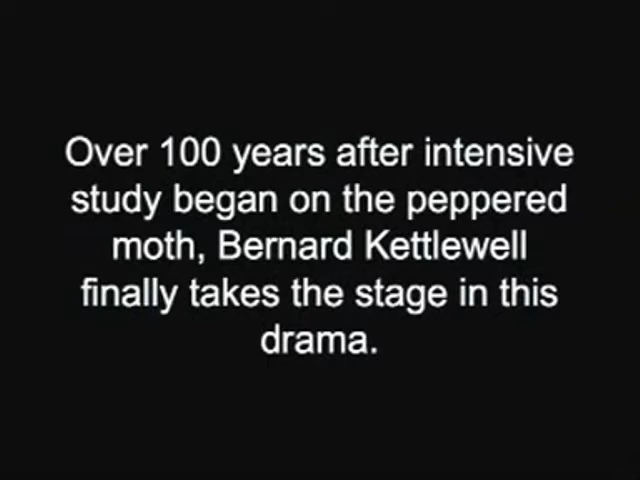 Over 100 years after intensive
study began on the peppered
moth, Bernard Kettlewell
finally takes the stage in this
drama.